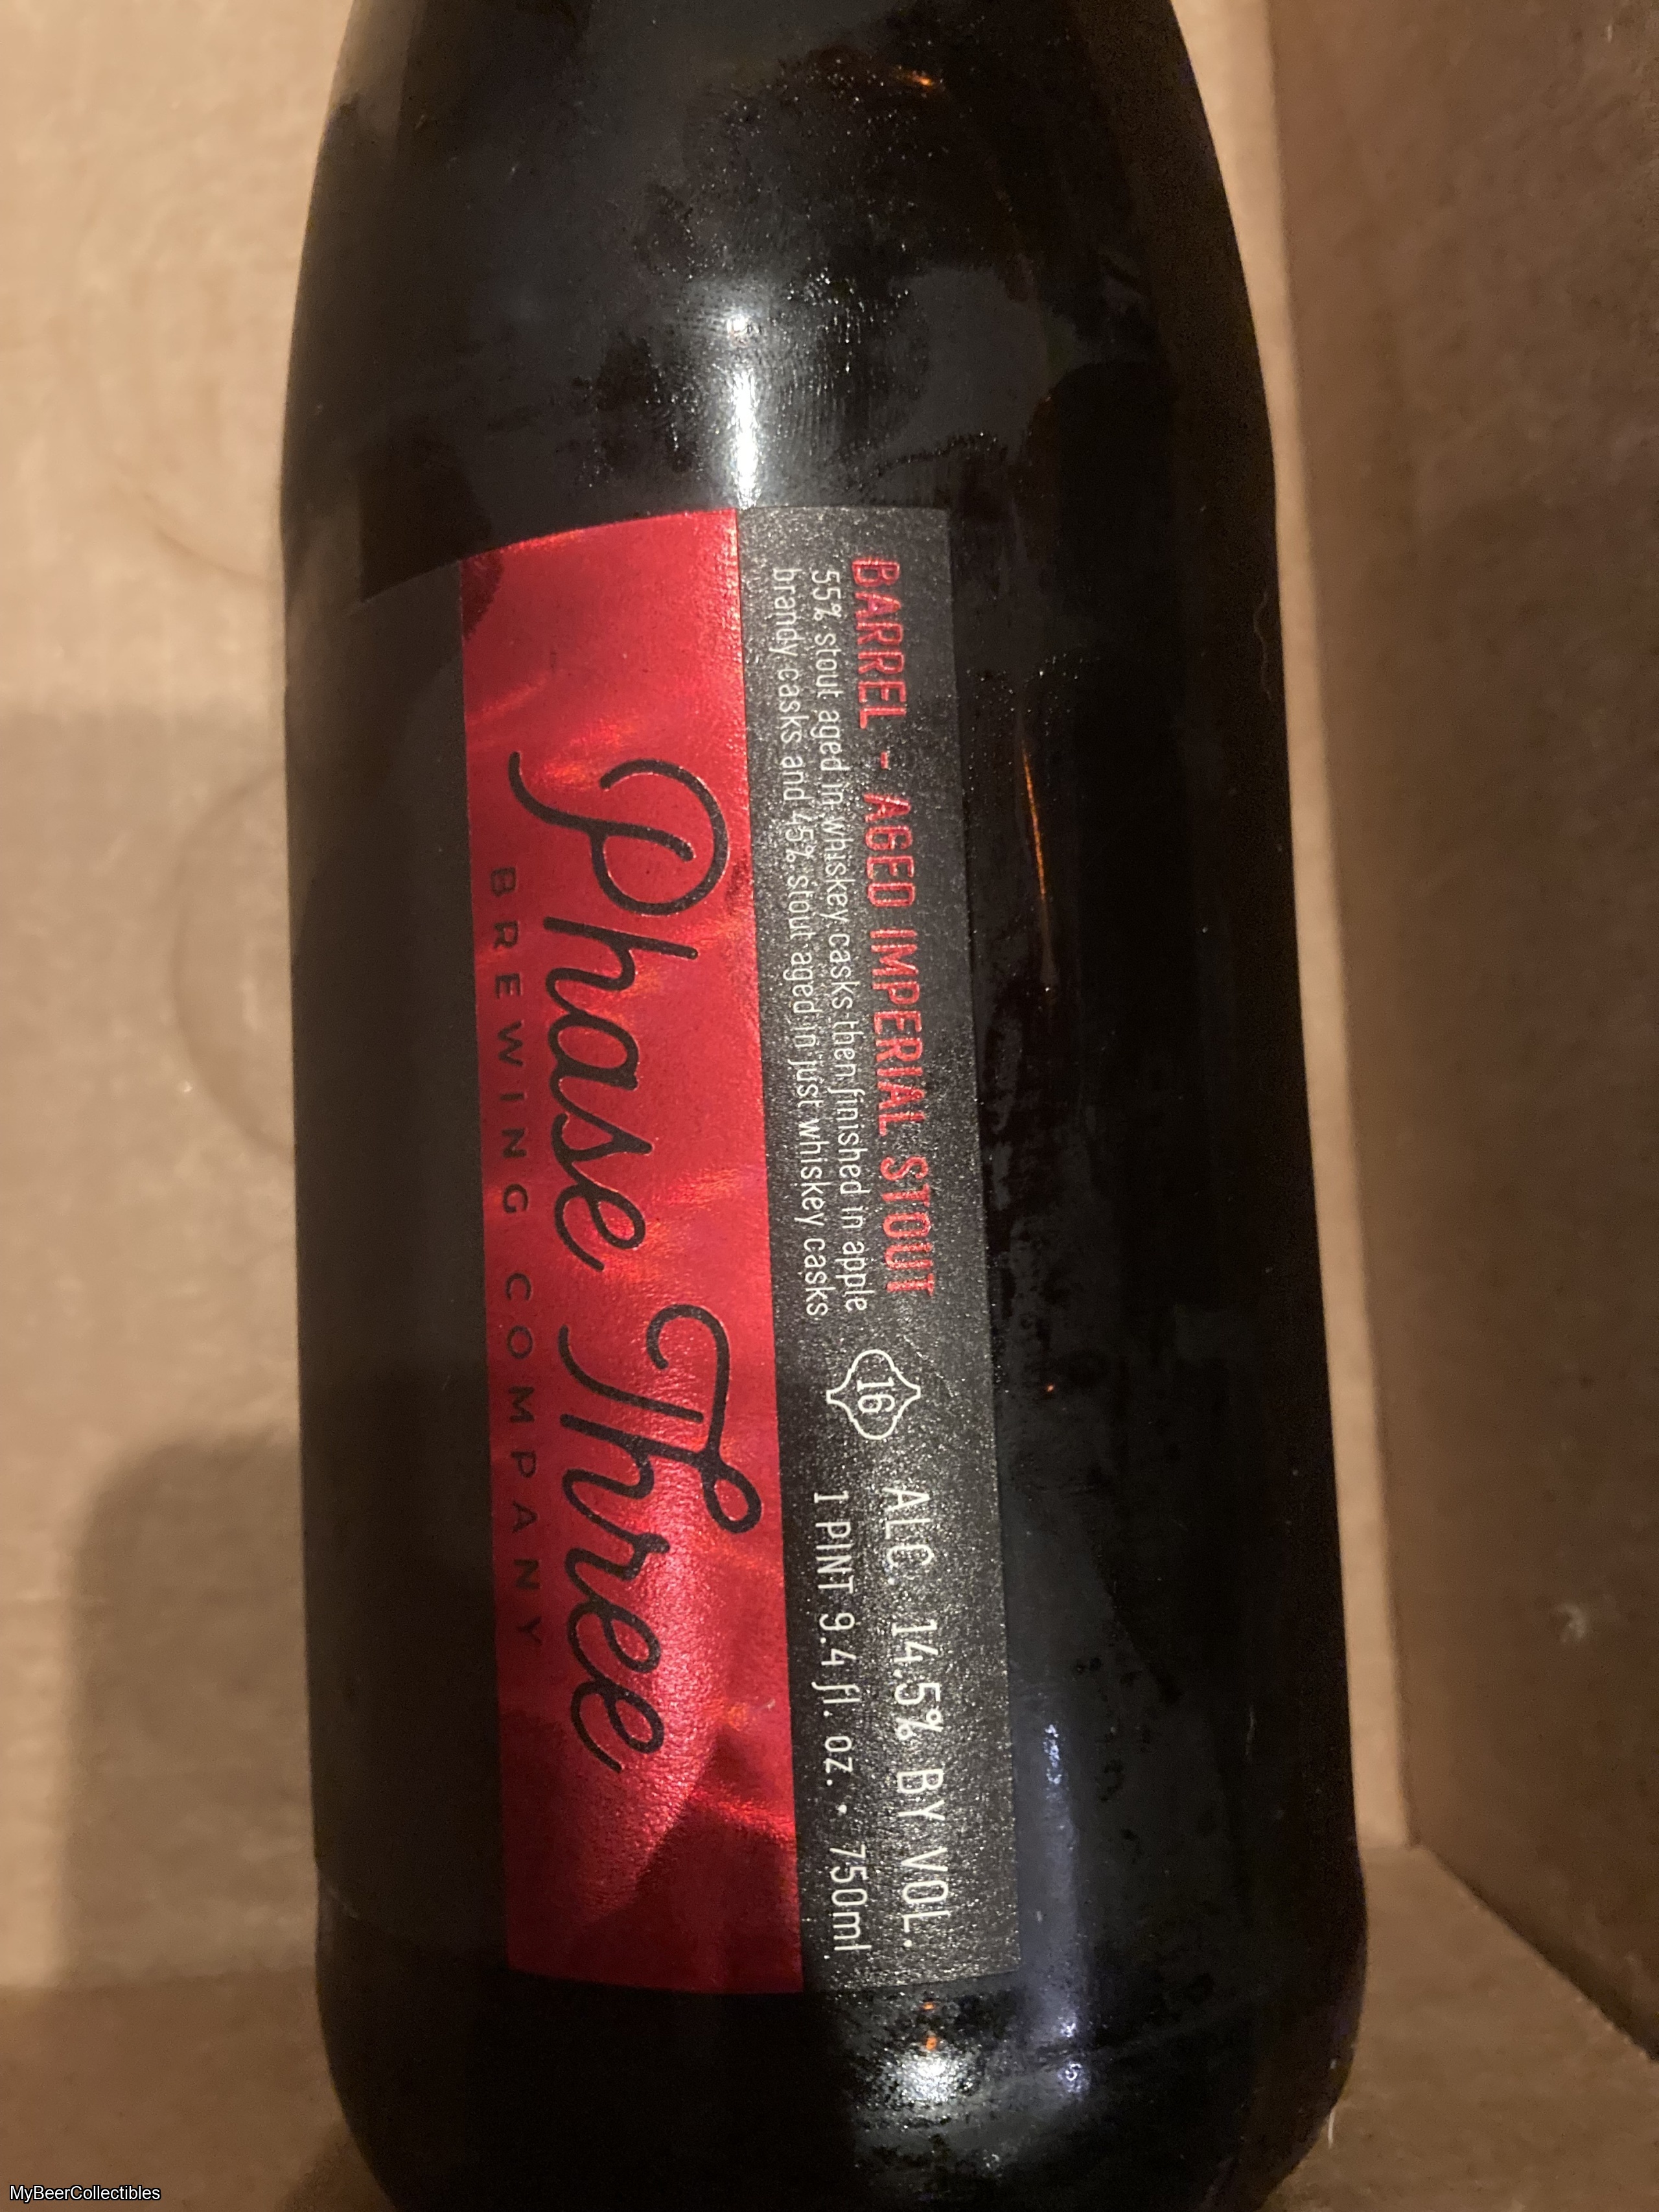 BARREL - AGED IMPERIAL STOUT
55% stout aged in whiskey casks then finished in apple
brandy casks and 45% stout aged in just whiskey casks
16
ALC. 14.5% BY VOL.
1 PINT 9.4 fl. oz. • 750ml
Phase Three
BREWING COMPANY
MyBeerCollectibles